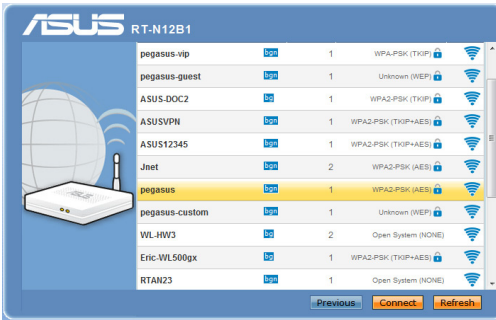 ASUS RT-N12B1
pegasus-vip bgn 1 WPA-PSK (TKIP)
pegasus-guest bgn 1 Unknown (WEP)
ASUS-DOC2 bg 1 WPA2-PSK (TKIP)
ASUSVPN bgn 1 WPA2-PSK (TKIP+AES)
ASUS12345 bgn 1 WPA2-PSK (TKIP+AES)
Jnet bgn 2 WPA2-PSK (AES)
pegasus bgn 1 WPA2-PSK (AES)
pegasus-custom bgn 1 Unknown (WEP)
WL-HW3 bg 2 Open System (NONE)
Eric-WL500gx bg 1 WPA2-PSK (TKIP+AES)
RTAN23 bgn 1 Open System (NONE)
ASUS
Previous Connect Refresh